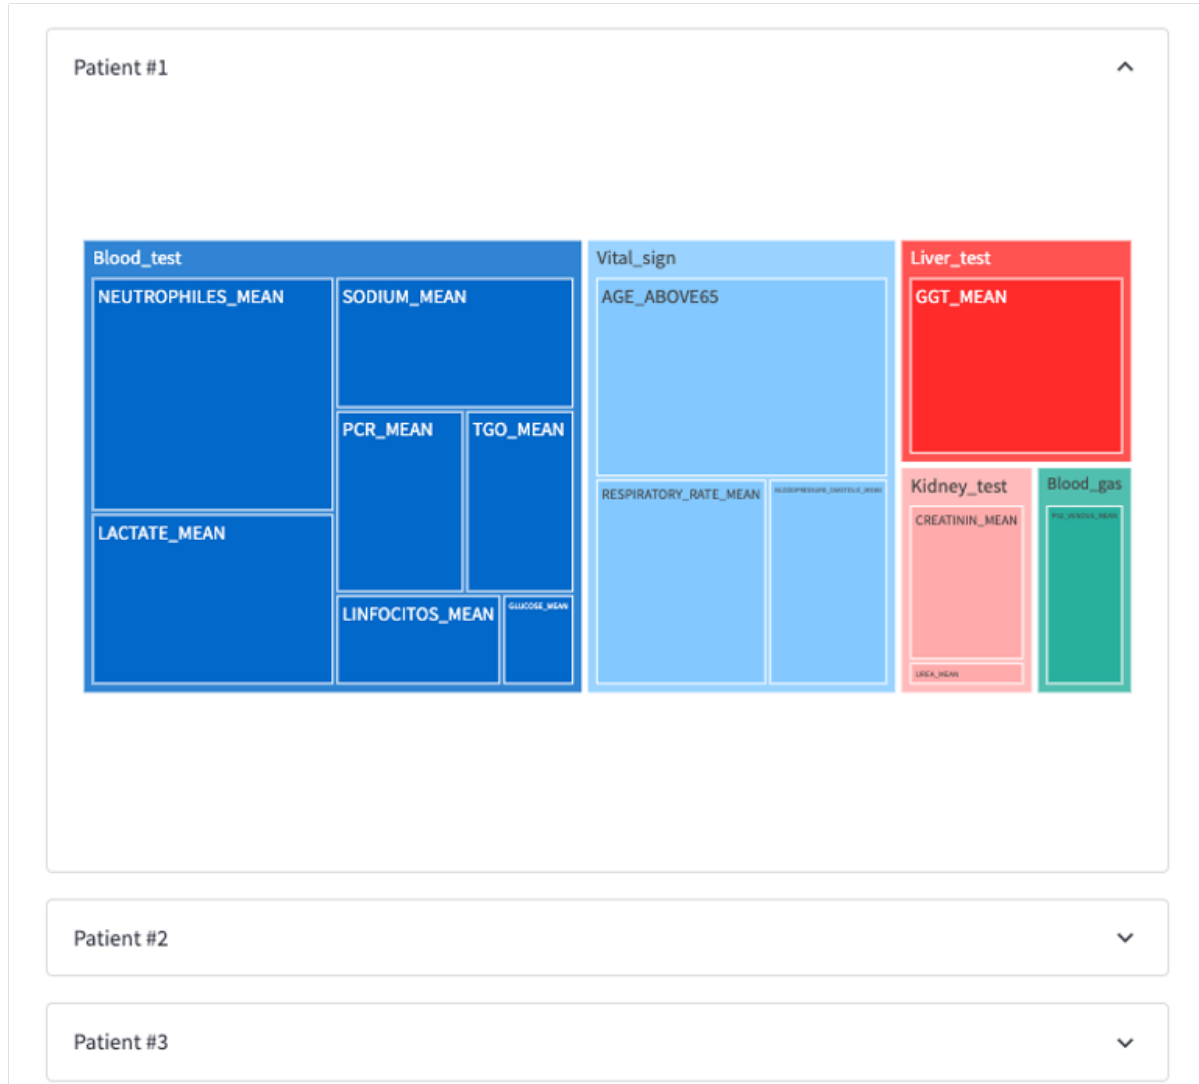 Patient #1
Blood_test
NEUTROPHILES_MEAN
SODIUM_MEAN
PCR_MEAN
TGO_MEAN
LACTATE_MEAN
LINFOCITOS_MEAN
GLUCOSE_MEAN
Vital_sign
AGE_ABOVE65
RESPIRATORY_RATE_MEAN
Liver_test
GGT_MEAN
Kidney_test
CREATININ_MEAN
UREA_MEAN
Blood_gas
Patient #2
Patient #3